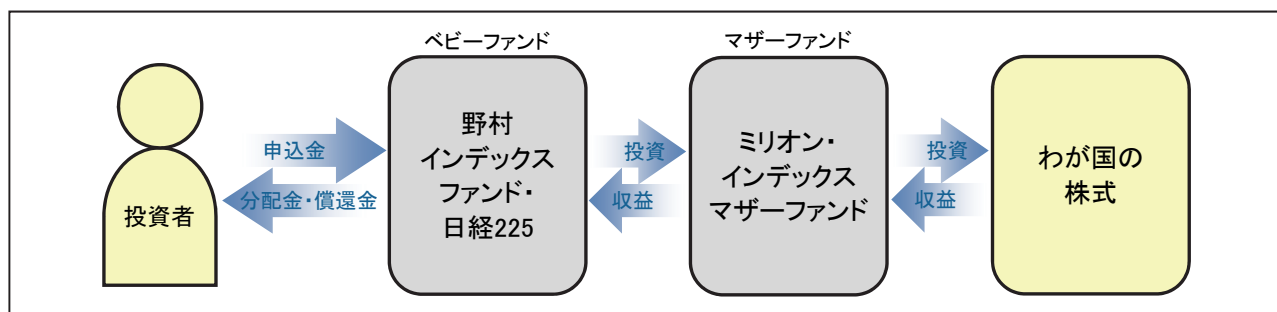 ベビーファンド
マザーファンド
投資者
申込金
分配金・償還金
野村
インデックス
ファンド・
日経225
投資
収益
ミリオン・
インデックス
マザーファンド
投資
収益
わが国の
株式